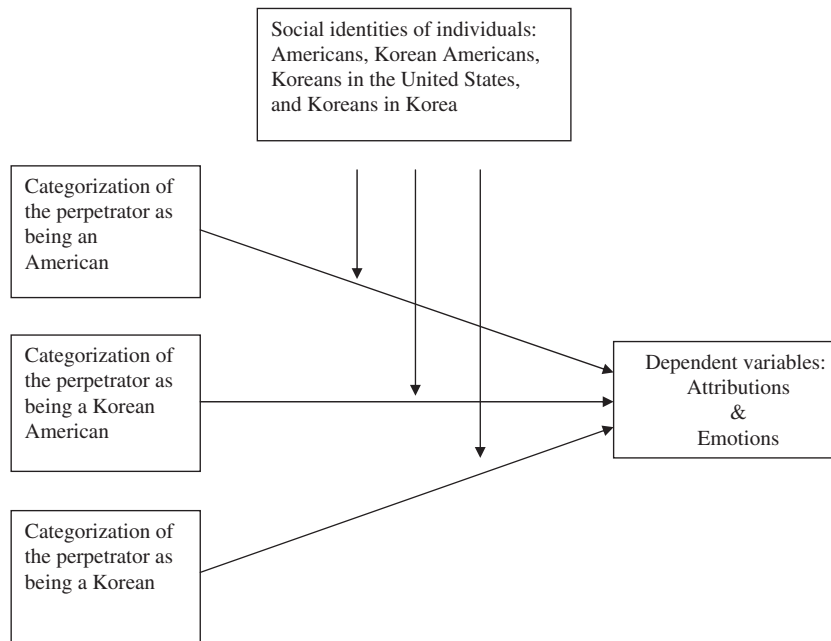 Social identities of individuals:
Americans, Korean Americans,
Koreans in the United States,
and Koreans in Korea
Categorization of
the perpetrator as
being an
American
Categorization of
the perpetrator as
being a Korean
American
Dependent variables:
Attributions
&
Emotions
Categorization of
the perpetrator as
being a Korean